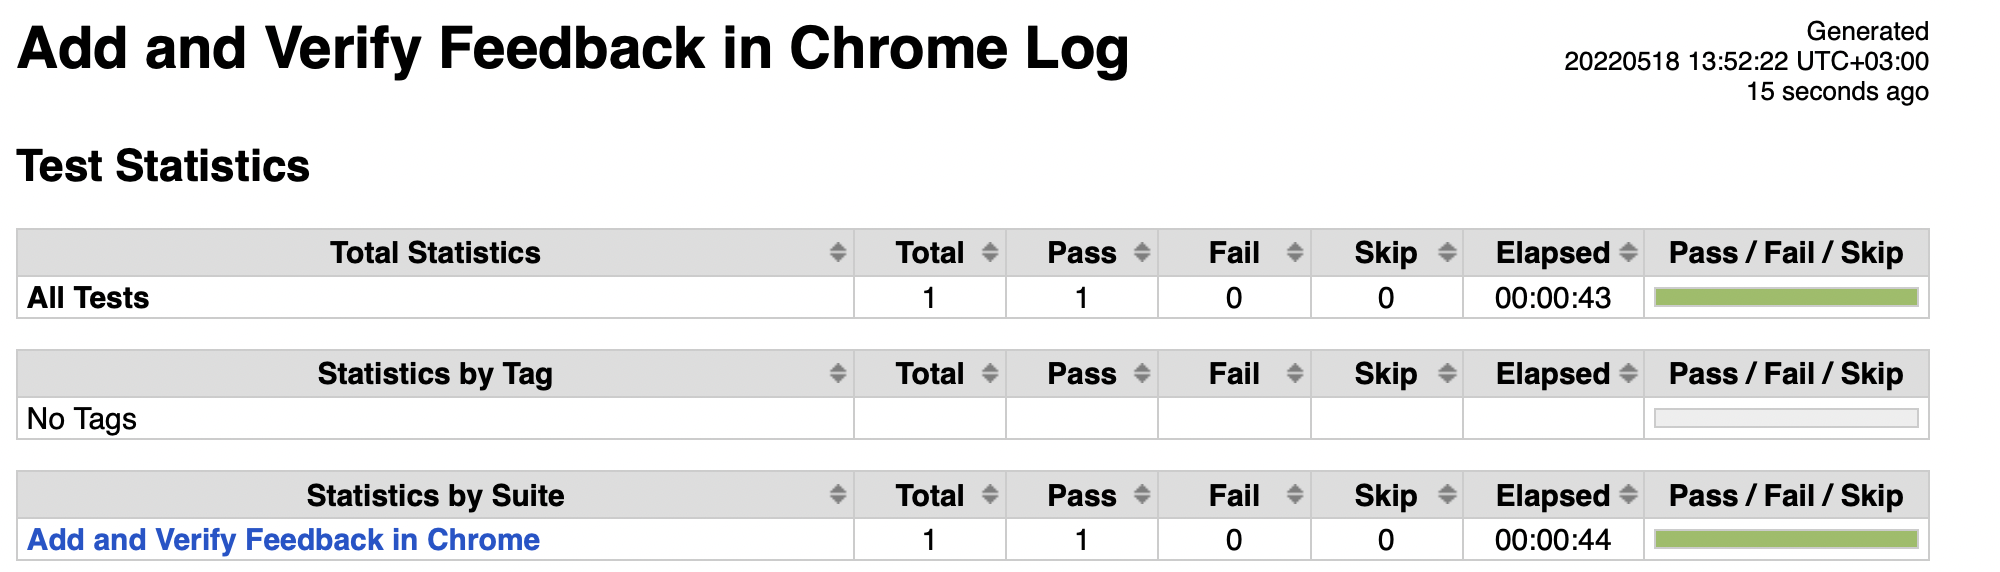 Add and Verify Feedback in Chrome Log
Generated
20220518 13:52:22 UTC+03:00
15 seconds ago
Test Statistics
Total Statistics Total Pass Fail Skip Elapsed Pass / Fail / Skip
All Tests 1 1 0 0 00:00:43
Statistics by Tag Total Pass Fail Skip Elapsed Pass / Fail / Skip
No Tags
Statistics by Suite Total Pass Fail Skip Elapsed Pass / Fail / Skip
Add and Verify Feedback in Chrome 1 1 0 0 00:00:44